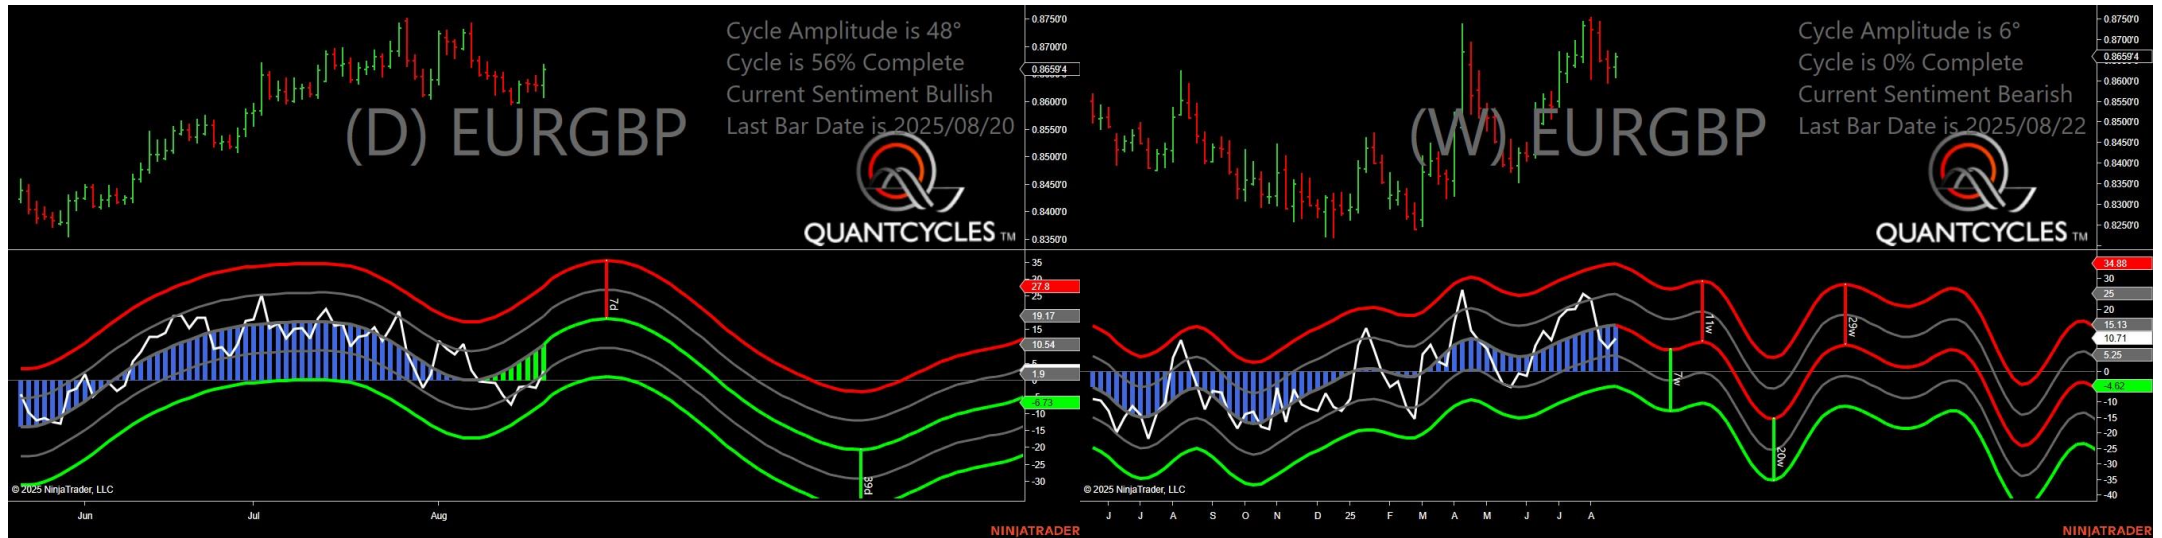 Cycle Amplitude is 48°
Cycle is 56% Complete
Current Sentiment Bullish
Last Bar Date is 2025/08/20
(D) EURGBP
QUANTCYCLES TM
0.8750'0
0.8700'0
0.8659'4
0.8600'0
0.8550'0
0.8500'0
0.8450'0
0.8400'0
0.8350'0
35
30
27.8
25
19.17
15
10.54
5
1.9
0
-6.73
-10
-15
-20
-25
-30
7d
39d
© 2025 NinjaTrader, LLC
Jun Jul Aug
NINJATRADER
Cycle Amplitude is 6°
Cycle is 0% Complete
Current Sentiment Bearish
Last Bar Date is 2025/08/22
(W) EURGBP
QUANTCYCLES TM
0.8750'0
0.8700'0
0.8659'4
0.8600'0
0.8550'0
0.8500'0
0.8450'0
0.8400'0
0.8350'0
0.8300'0
0.8250'0
34.88
30
25
20
15.13
10.71
5.25
0
-4.62
-10
-15
-20
-25
-30
-35
-40
7w
11w
20w
29w
© 2025 NinjaTrader, LLC
J J A S O N D 25 F M A M J J A
NINJATRADER